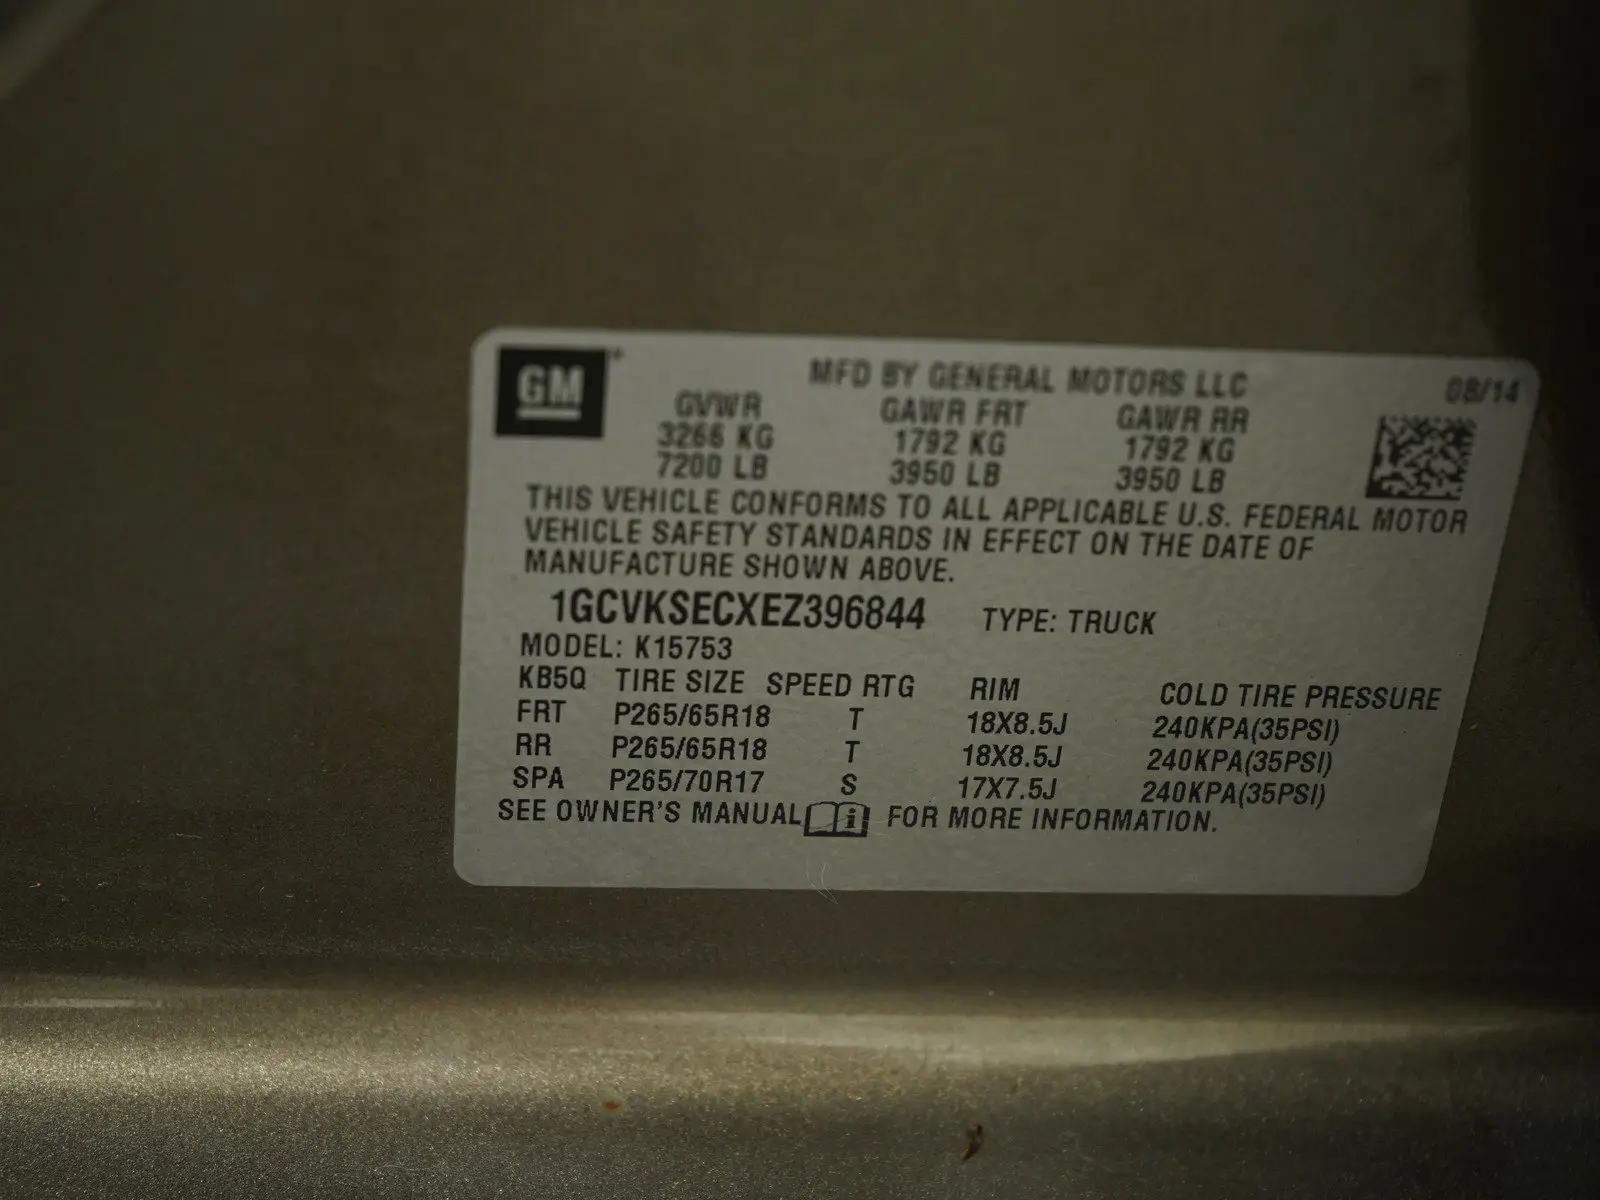 GM
MFD BY GENERAL MOTORS LLC 08/14
GVWR GAWR FRT GAWR RR
3266 KG 1792 KG 1792 KG
7200 LB 3950 LB 3950 LB
THIS VEHICLE CONFORMS TO ALL APPLICABLE U.S. FEDERAL MOTOR
VEHICLE SAFETY STANDARDS IN EFFECT ON THE DATE OF
MANUFACTURE SHOWN ABOVE.
1GCVKSECXEZ396844 TYPE: TRUCK
MODEL: K15753
KB5Q TIRE SIZE SPEED RTG RIM COLD TIRE PRESSURE
FRT P265/65R18 T 18X8.5J 240KPA(35PSI)
RR P265/65R18 T 18X8.5J 240KPA(35PSI)
SPA P265/70R17 S 17X7.5J 240KPA(35PSI)
SEE OWNER'S MANUAL i FOR MORE INFORMATION.